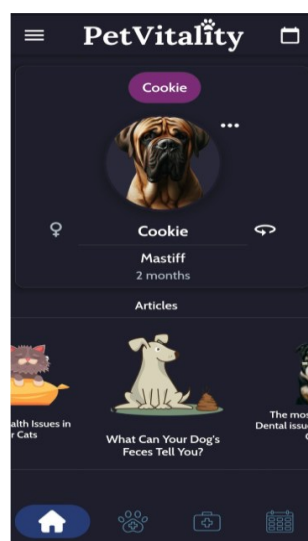 PetVitality
Cookie
Cookie
Mastiff
2 months
Articles
alth Issues in
r Cats
What Can Your Dog's
Feces Tell You?
The mos
Dental issu